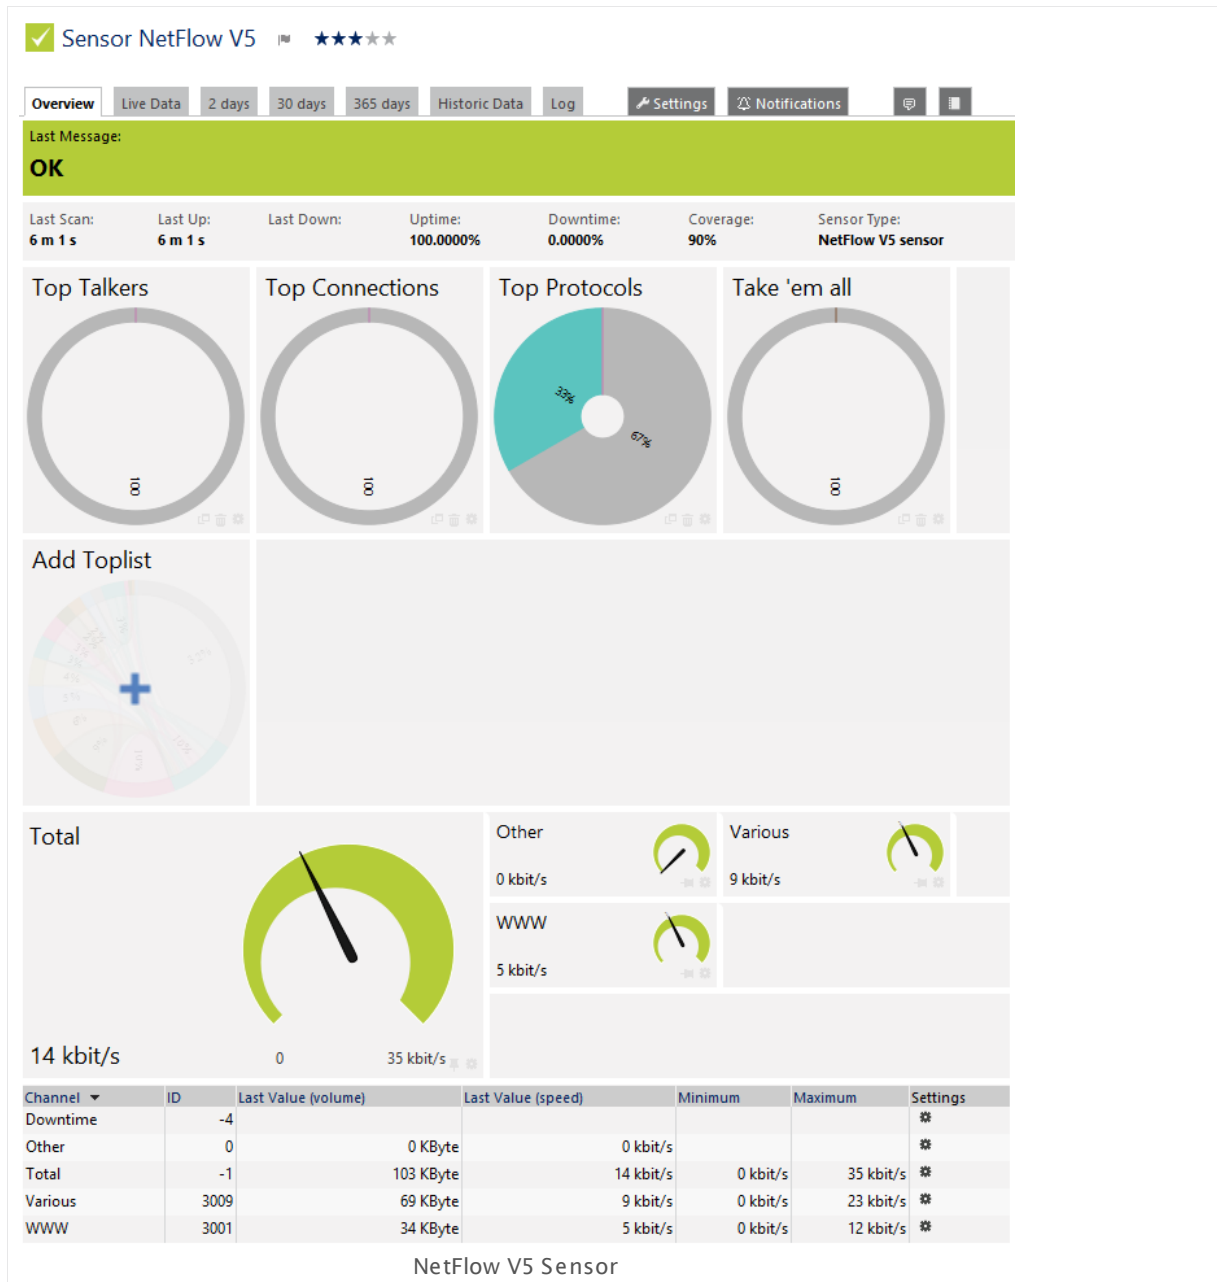 Sensor NetFlow V5
Overview Live Data 2 days 30 days 365 days Historic Data Log Settings Notifications
Last Message:
OK
Last Scan: Last Up: Last Down: Uptime: Downtime: Coverage: Sensor Type:
6 m 1 s 6 m 1 s 100.0000% 0.0000% 90% NetFlow V5 sensor
Top Talkers Top Connections Top Protocols Take 'em all
33%
67%
100 100 100
Add Toplist
Total
Other
0 kbit/s
Various
9 kbit/s
WWW
5 kbit/s
14 kbit/s 0 35 kbit/s
Channel ID Last Value (volume) Last Value (speed) Minimum Maximum Settings
Downtime -4
Other 0 0 KByte 0 kbit/s
Total -1 103 KByte 14 kbit/s 0 kbit/s 35 kbit/s
Various 3009 69 KByte 9 kbit/s 0 kbit/s 23 kbit/s
WWW 3001 34 KByte 5 kbit/s 0 kbit/s 12 kbit/s
NetFlow V5 Sensor